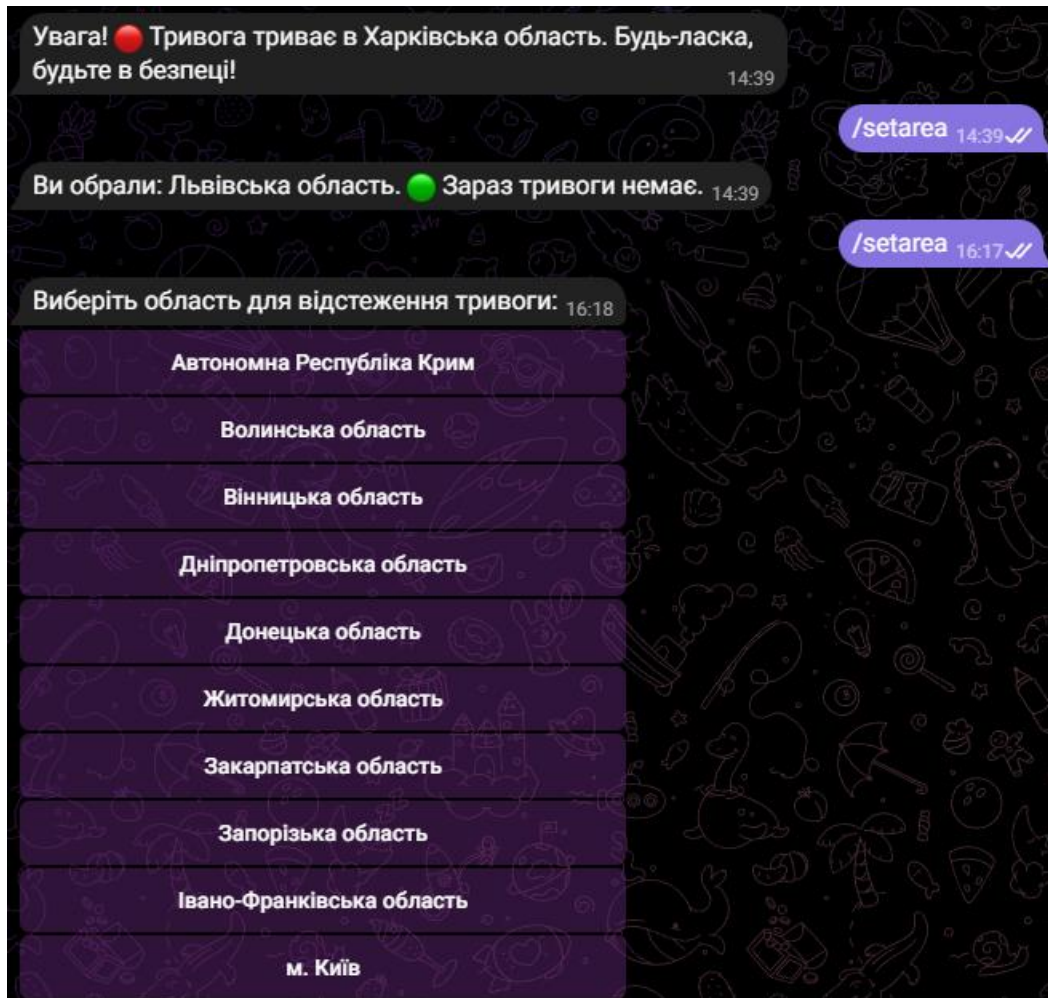 Увага! 🔴 Тривога триває в Харківська область. Будь-ласка,
будьте в безпеці!
14:39
/setarea 14:39
Ви обрали: Львівська область. 🟢 Зараз тривоги немає. 14:39
/setarea 16:17
Виберіть область для відстеження тривоги: 16:18
Автономна Республіка Крим
Волинська область
Вінницька область
Дніпропетровська область
Донецька область
Житомирська область
Закарпатська область
Запорізька область
Івано-Франківська область
м. Київ